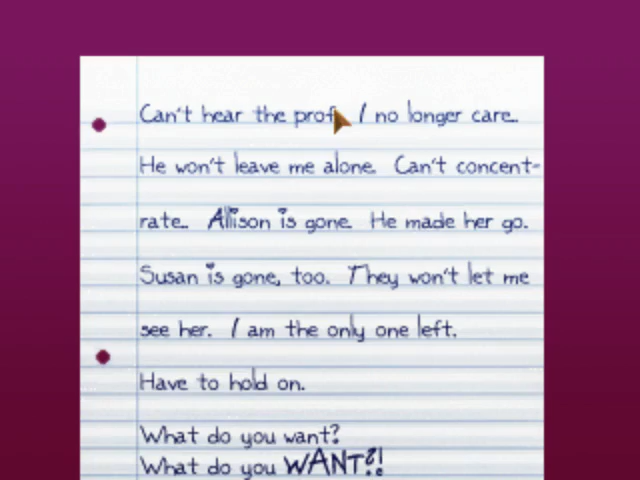 Can't hear the prof. I no longer care..
He won't leave me alone. Can't concent-
rate.. Allison is gone. He made her go.
Susan is gone, too. They won't let me
see her. I am the only one left.
Have to hold on.
What do you want?
What do you WANT?!